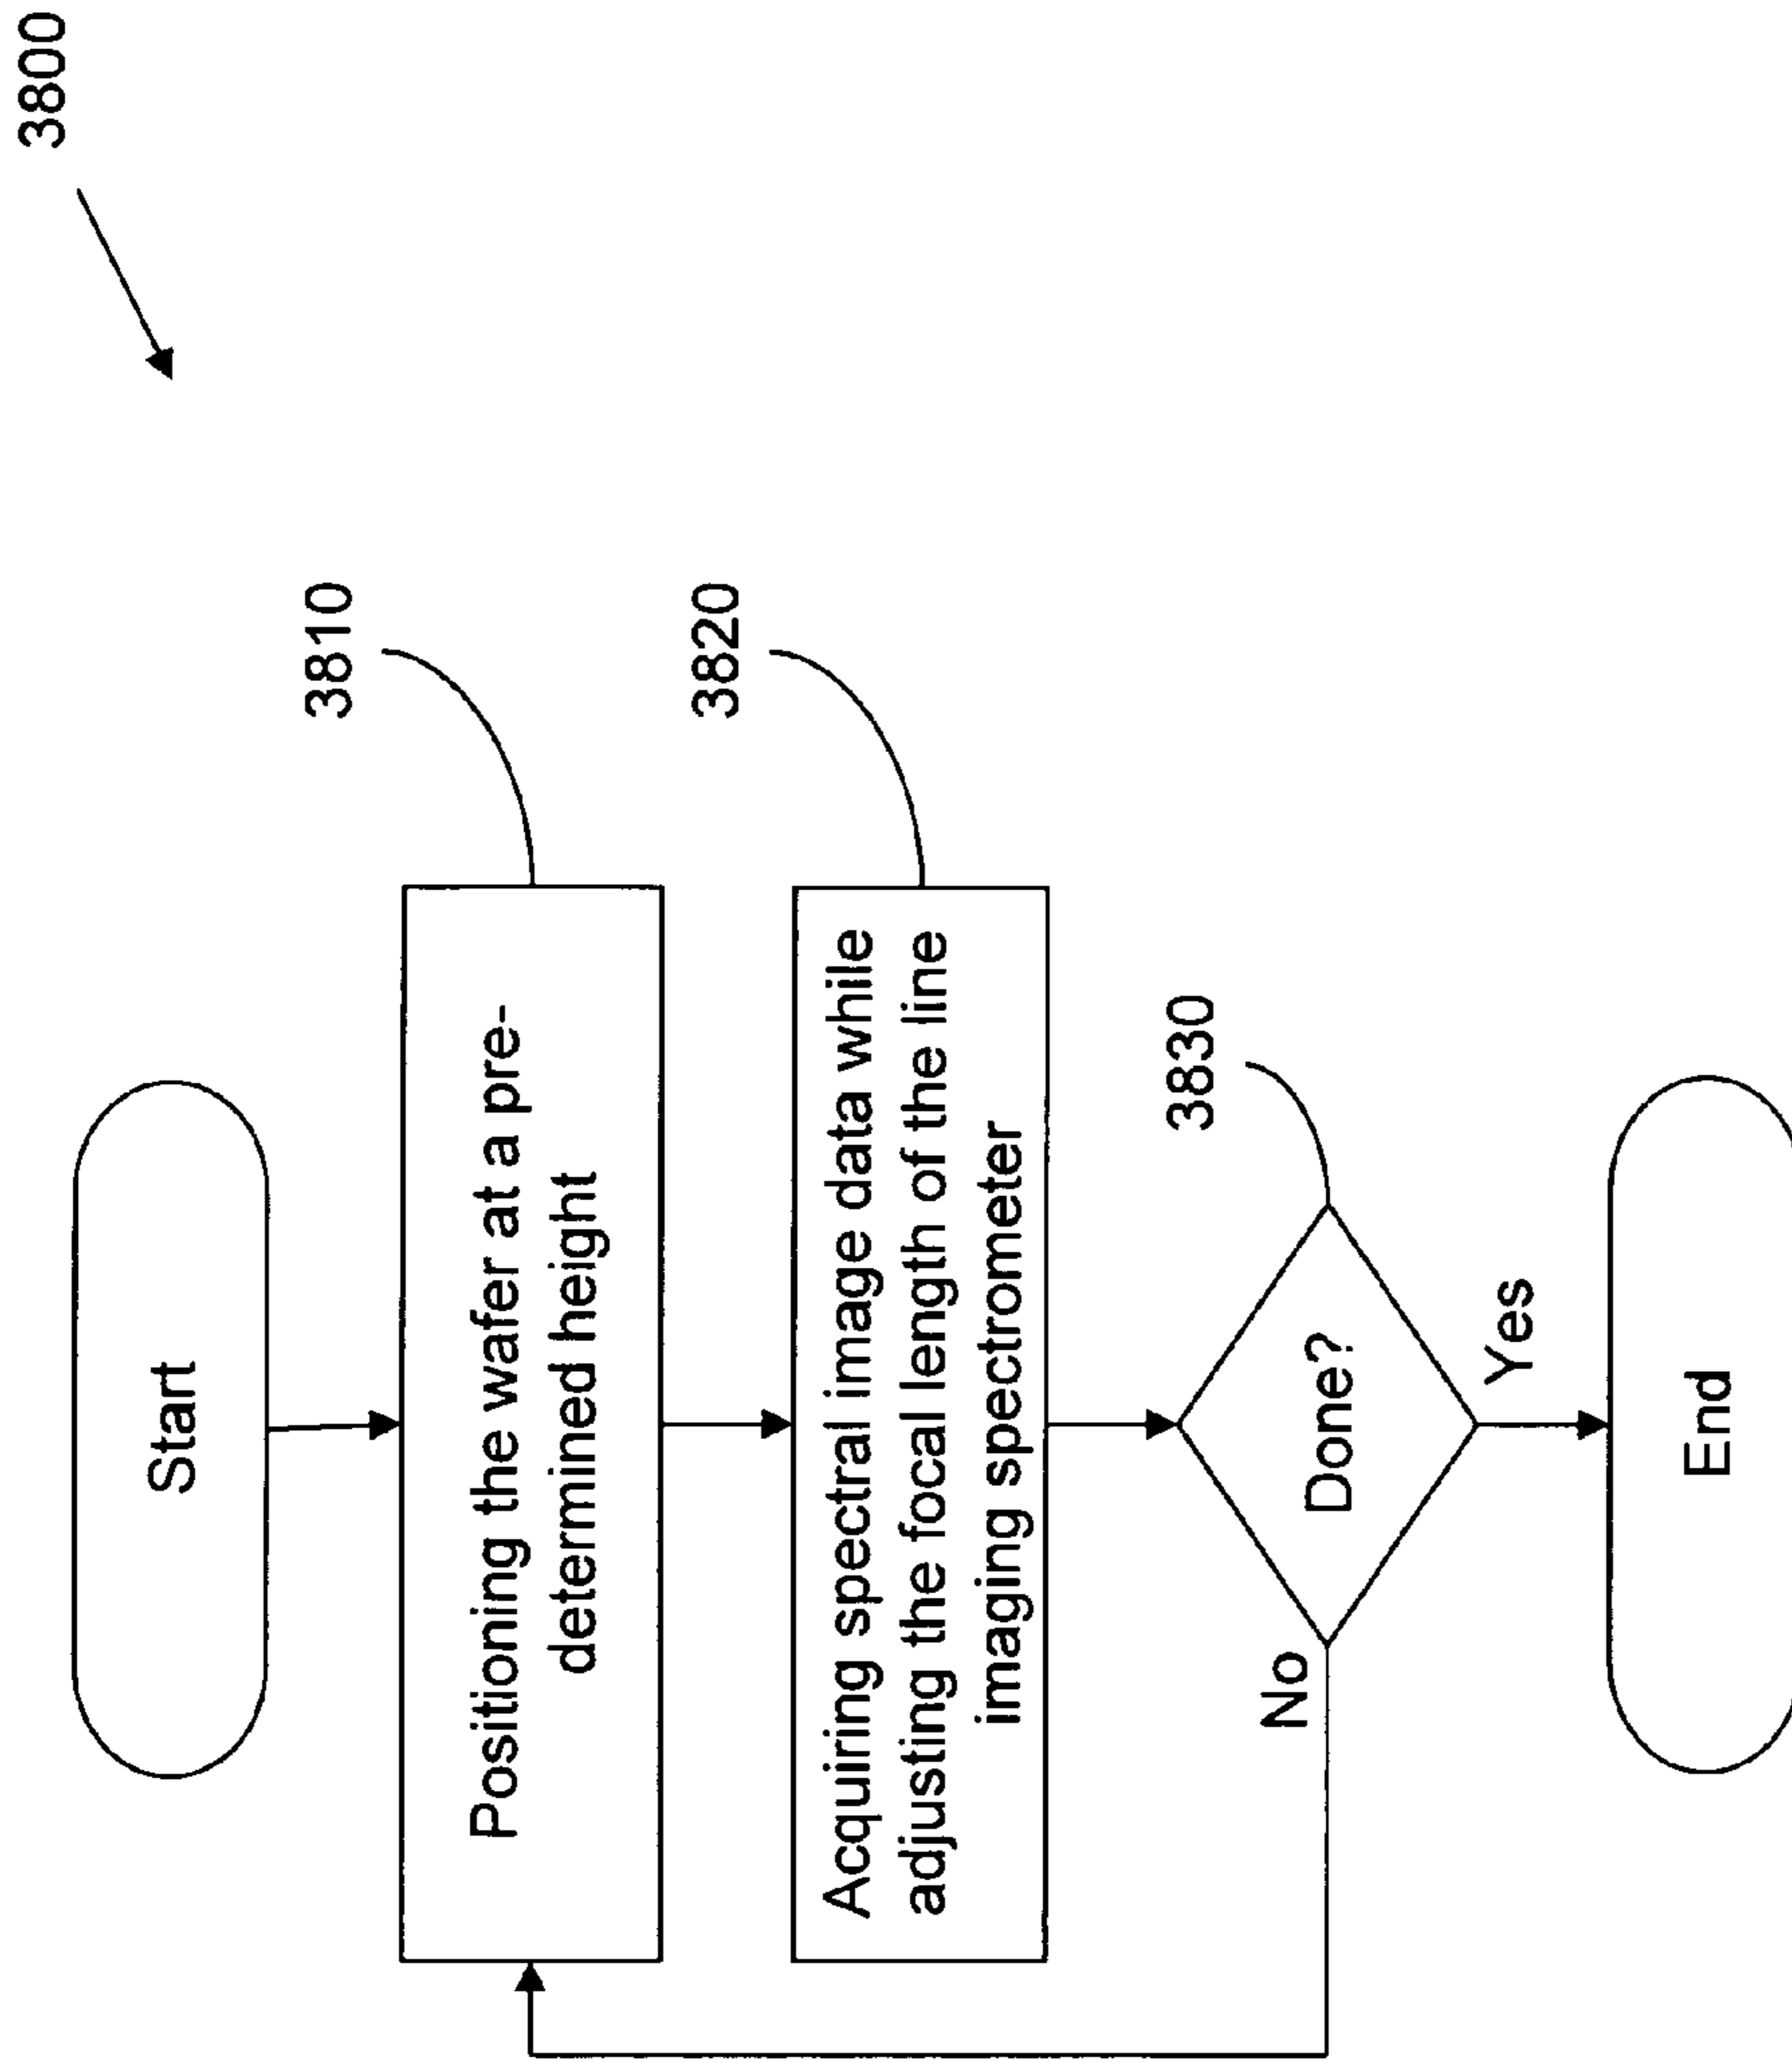 3800
Start
3810
Positioning the wafer at a pre-
determined height
3820
Acquiring spectral image data while
adjusting the focal length of the line
imaging spectrometer
3830
Done?
No
Yes
End